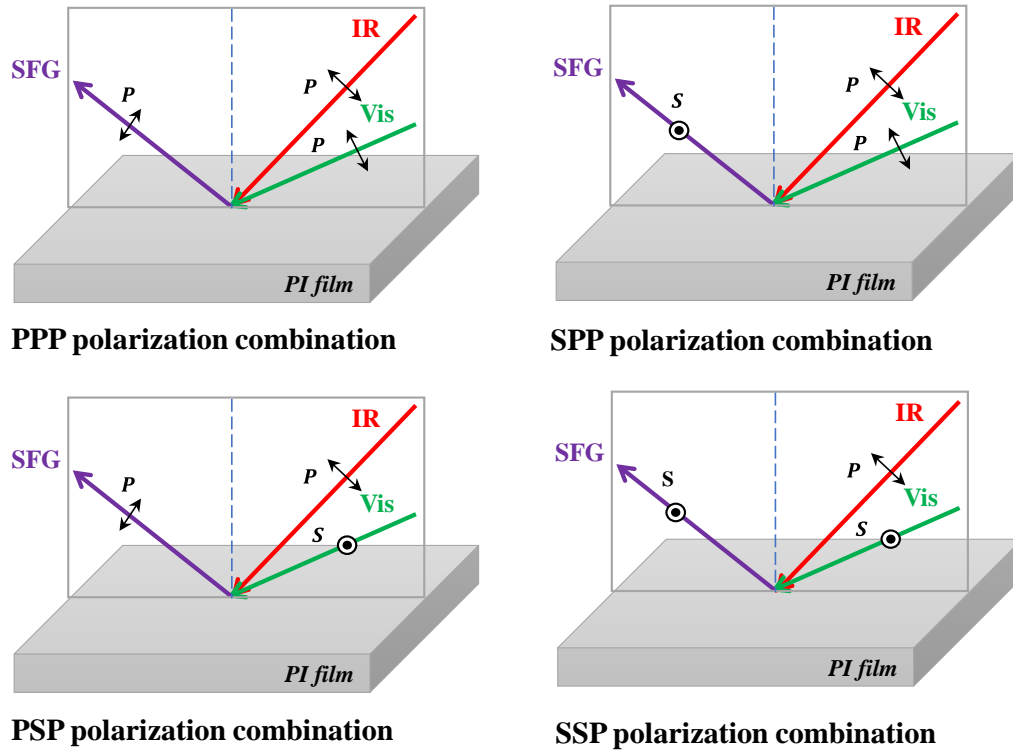 IR
SFG
P
P
Vis
P
PI film
PPP polarization combination
IR
SFG
S
P
Vis
P
PI film
SPP polarization combination
IR
SFG
P
P
Vis
S
PI film
PSP polarization combination
IR
SFG
S
P
Vis
S
PI film
SSP polarization combination